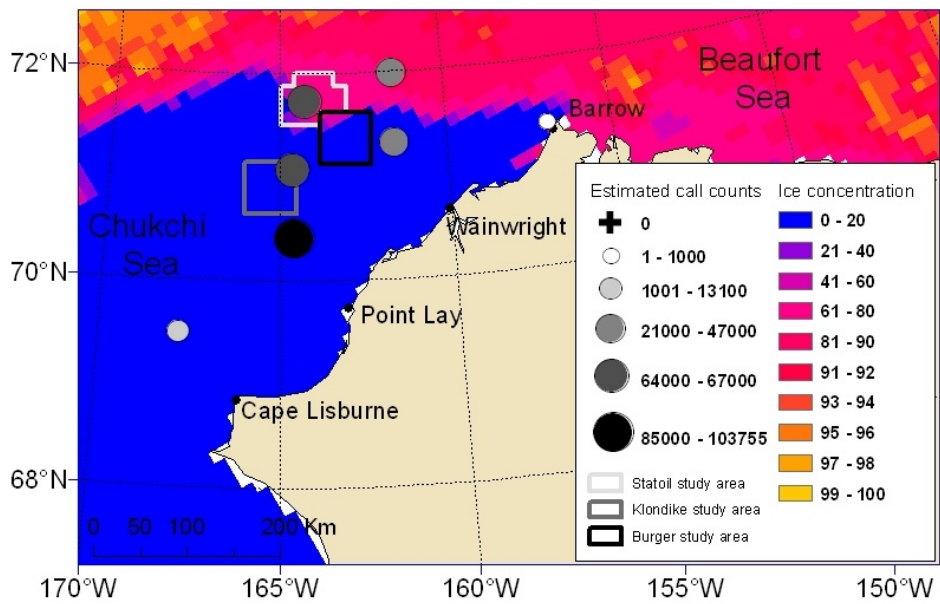 72°N
70°N
68°N
Beaufort
Sea
Barrow
Chukchi
Sea
Wainwright
Point Lay
Cape Lisburne
0 50 100 200 Km
Estimated call counts
0
1 - 1000
1001 - 13100
21000 - 47000
64000 - 67000
85000 - 103755
Statoil study area
Klondike study area
Burger study area
Ice concentration
0 - 20
21 - 40
41 - 60
61 - 80
81 - 90
91 - 92
93 - 94
95 - 96
97 - 98
99 - 100
170°W 165°W 160°W 155°W 150°W